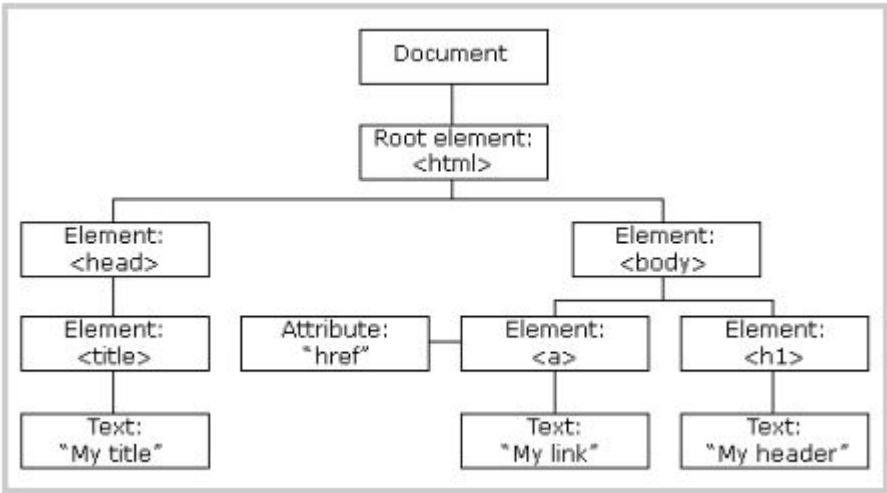 Document
Root element:
<html>
Element:
<head>
Element:
<body>
Element:
<title>
Attribute:
“href”
Element:
<a>
Element:
<h1>
Text:
“My title”
Text:
“My link”
Text:
“My header”